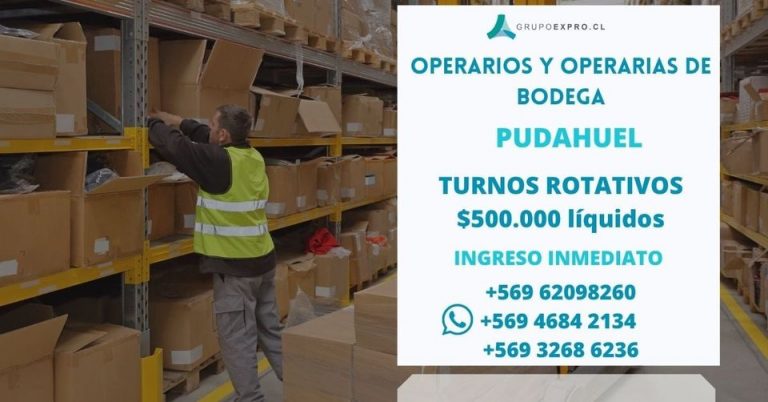 GRUPOEXPRO.CL
OPERARIOS Y OPERARIAS DE
BODEGA
PUDAHUEL
TURNOS ROTATIVOS
$500.000 líquidos
INGRESO INMEDIATO
+569 62098260
+569 4684 2134
+569 3268 6236